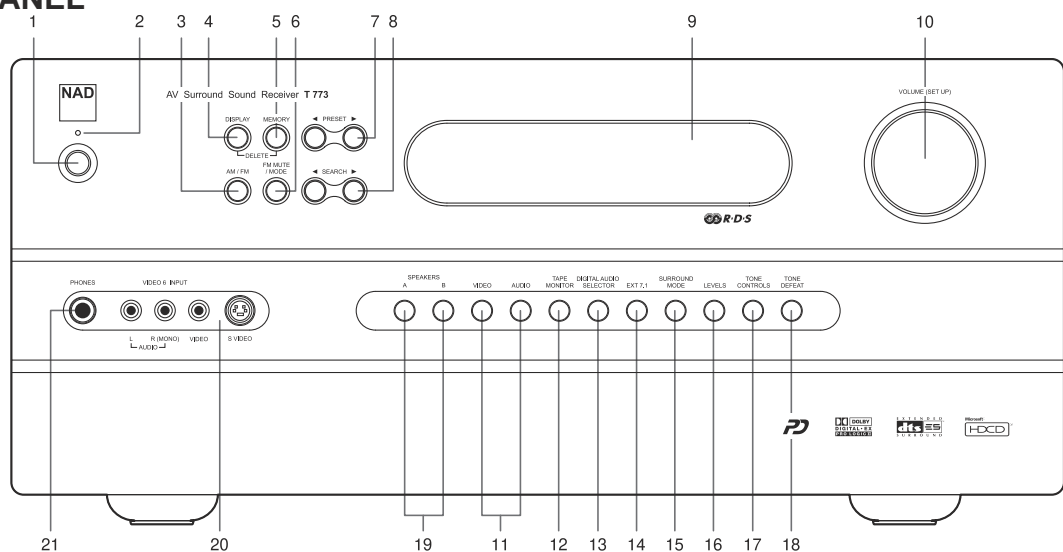 ANEL
1 2 3 4 5 6 7 8 9 10
NAD
AV Surround Sound Receiver T 773
VOLUME (SET UP)
DISPLAY MEMORY ◄ PRESET ►
DELETE
AM / FM FM MUTE / MODE ◄ SEARCH ►
R·D·S
PHONES VIDEO 6 INPUT
L R (MONO) VIDEO S VIDEO
AUDIO
SPEAKERS
A B VIDEO AUDIO TAPE MONITOR DIGITAL AUDIO SELECTOR EXT 7,1 SURROUND MODE LEVELS TONE CONTROLS TONE DEFEAT
PD
DOLBY
DIGITAL·EX
PRO LOGIC II
EXTENDED
dts ES
SURROUND
Microsoft
HDCD
21 20 19 11 12 13 14 15 16 17 18